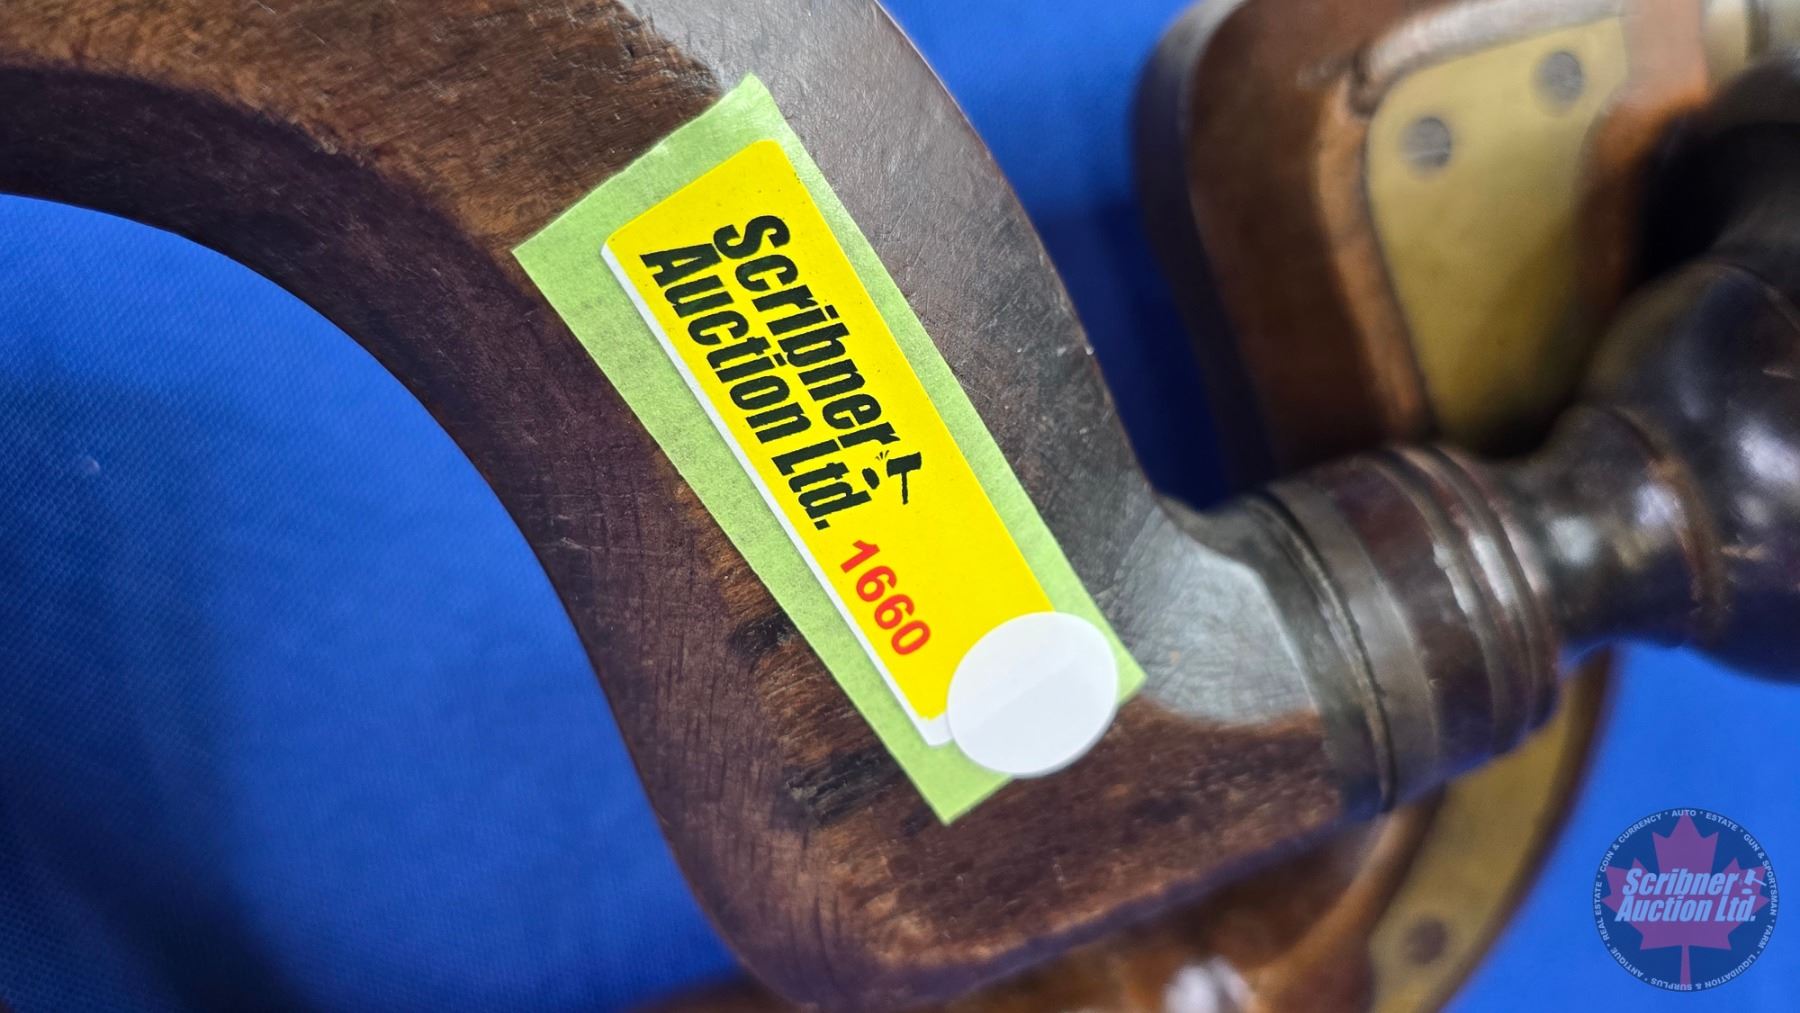 Scribner
Auction Ltd.
1660
COIN & CURRENCY • AUTO • ESTATE • GUN & SPORTSMAN • FARM • LIQUIDATION & SURPLUS • ANTIQUE • REAL ESTATE •
Scribner
Auction Ltd.